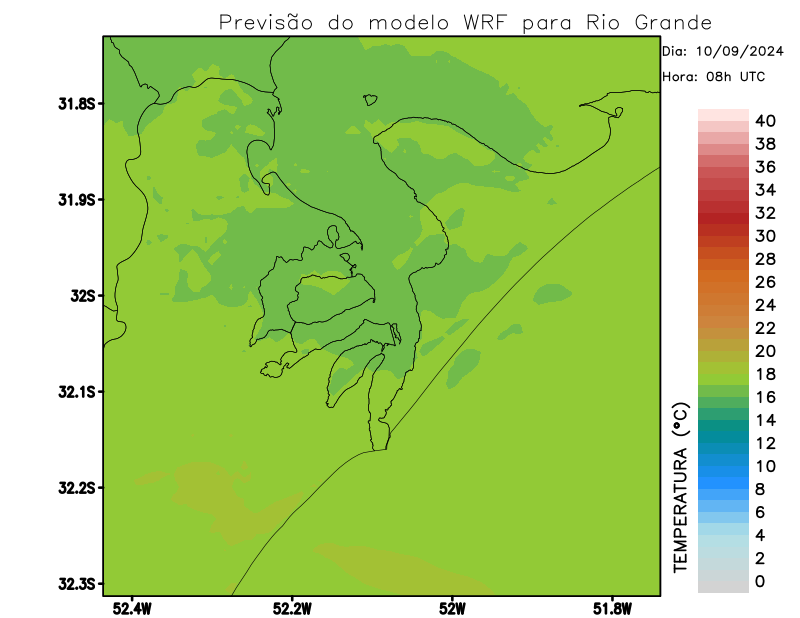 Previsão do modelo WRF para Rio Grande
Dia: 10/09/2024
Hora: 08h UTC
31.8S
31.9S
32S
32.1S
32.2S
32.3S
52.4W
52.2W
52W
51.8W
TEMPERATURA (°C)
40
38
36
34
32
30
28
26
24
22
20
18
16
14
12
10
8
6
4
2
0